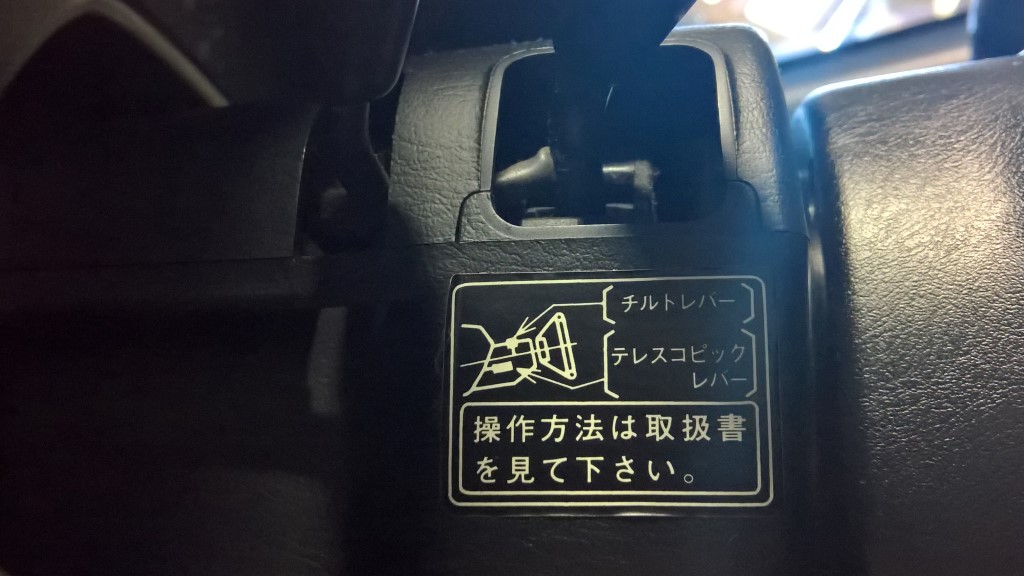 チルトレバー
テレスコピック
レバー
操作方法は取扱書
を見て下さい。